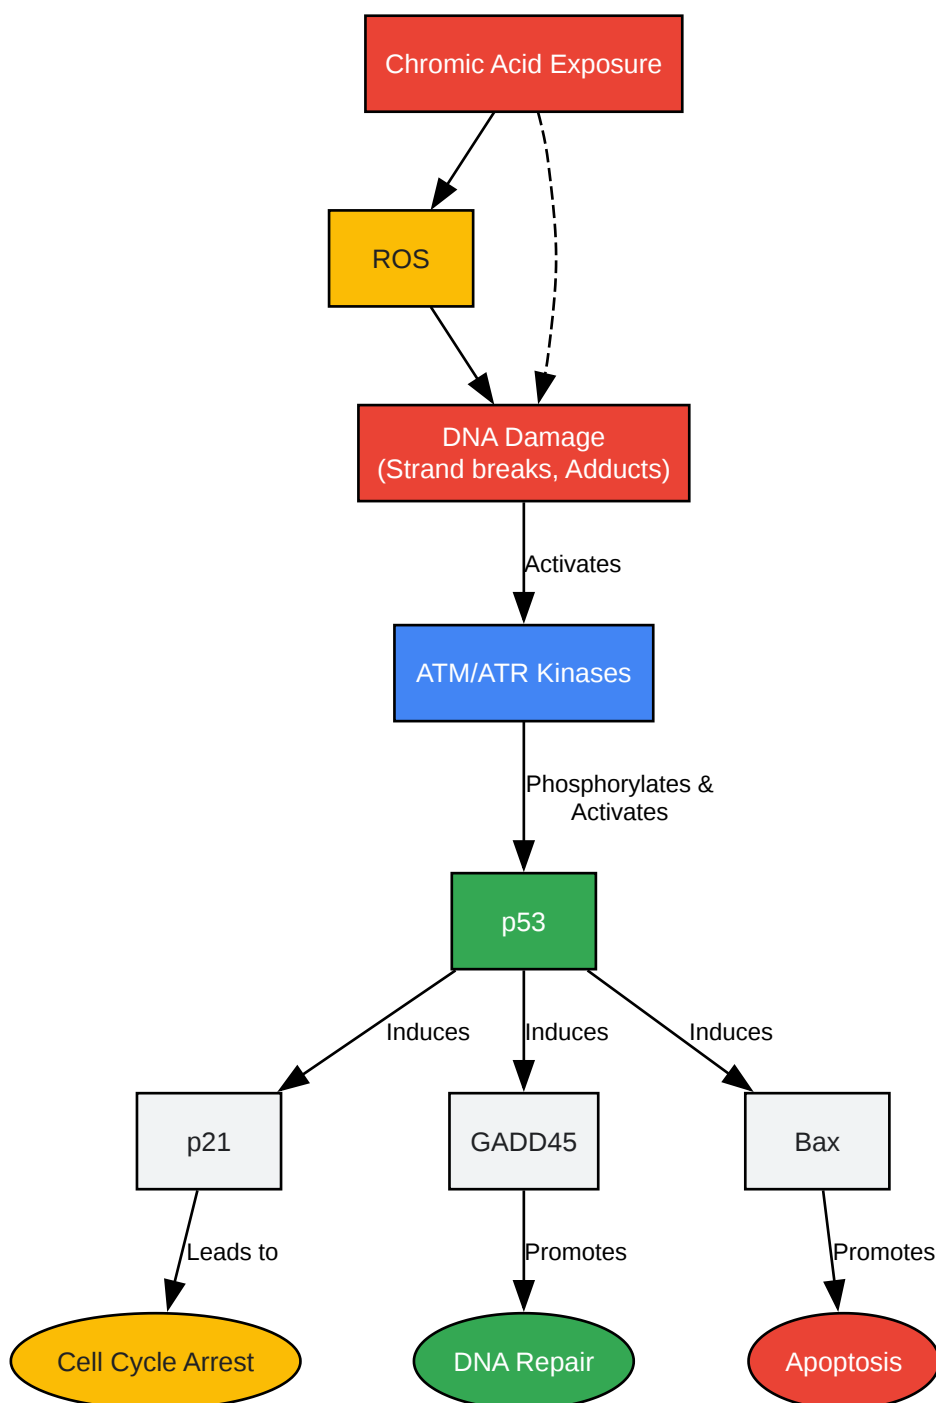 Chromic Acid Exposure
ROS
DNA Damage
(Strand breaks, Adducts)
Activates
ATM/ATR Kinases
Phosphorylates &
Activates
p53
Induces
Induces
Induces
p21
GADD45
Bax
Leads to
Promotes
Promotes
Cell Cycle Arrest
DNA Repair
Apoptosis